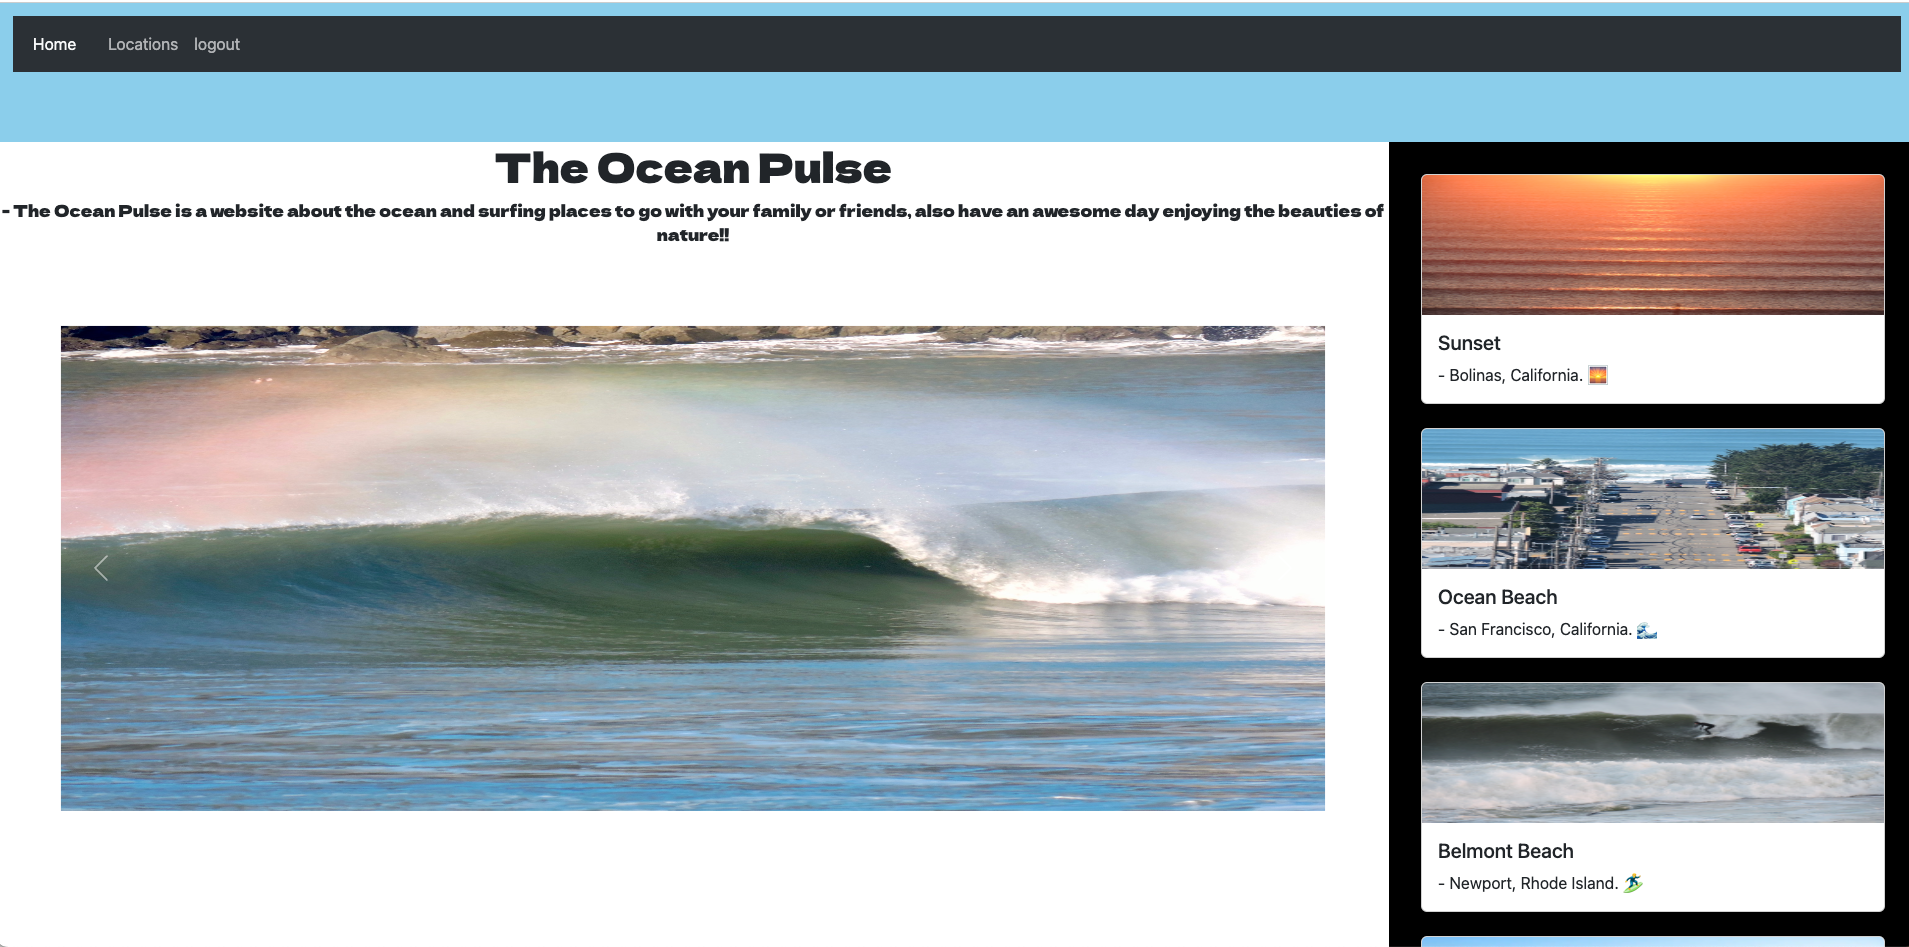 Home Locations logout
The Ocean Pulse
- The Ocean Pulse is a website about the ocean and surfing places to go with your family or friends, also have an awesome day enjoying the beauties of
nature!!
Sunset
- Bolinas, California. 🌅
Ocean Beach
- San Francisco, California. 🌊
Belmont Beach
- Newport, Rhode Island. 🏄